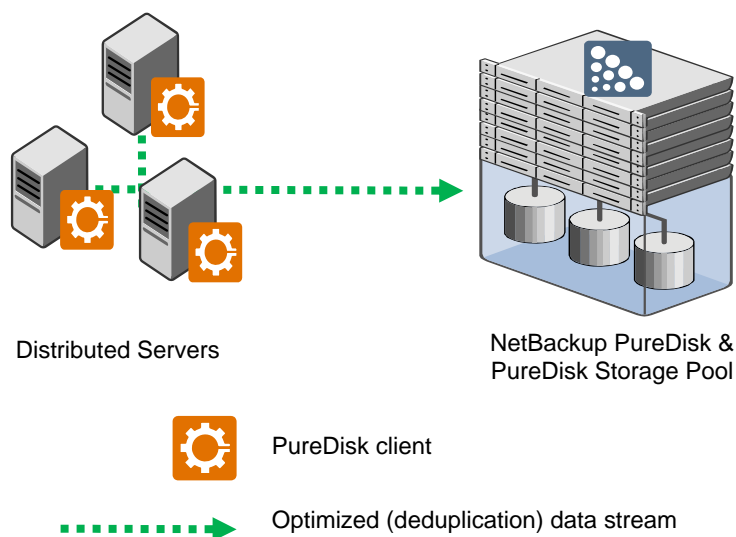 Distributed Servers
NetBackup PureDisk &
PureDisk Storage Pool
PureDisk client
Optimized (deduplication) data stream